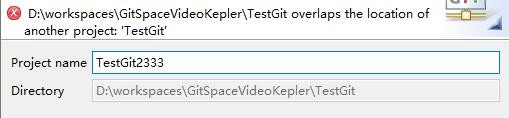 D:\workspaces\GitSpaceVideoKepler\TestGit overlaps the location of
another project: 'TestGit'
Project name TestGit2333
Directory D:\workspaces\GitSpaceVideoKepler\TestGit